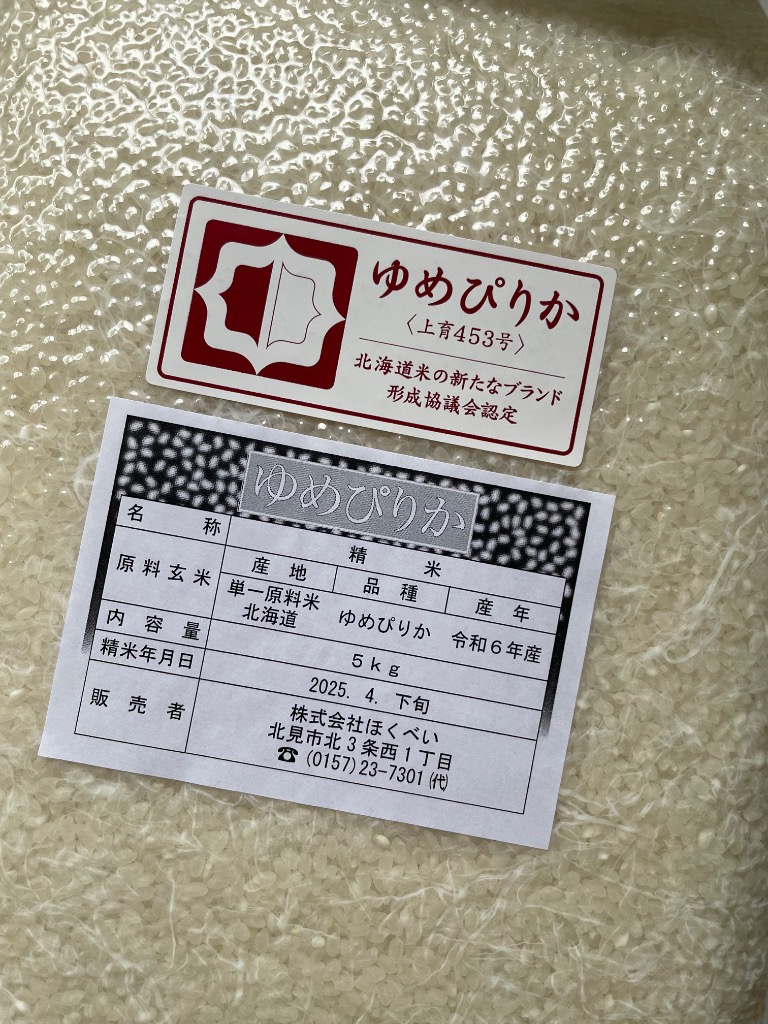 ゆめぴりか
〈上育453号〉
北海道米の新たなブランド
形成協議会認定
ゆめぴりか
名 称 精 米
原料玄米 産 地 品 種 産 年
単一原料米
北海道 ゆめぴりか 令和6年産
内 容 量 5kg
精米年月日 2025. 4. 下旬
販 売 者 株式会社ほくべい
北見市北3条西1丁目
☎ (0157)23-7301㈹